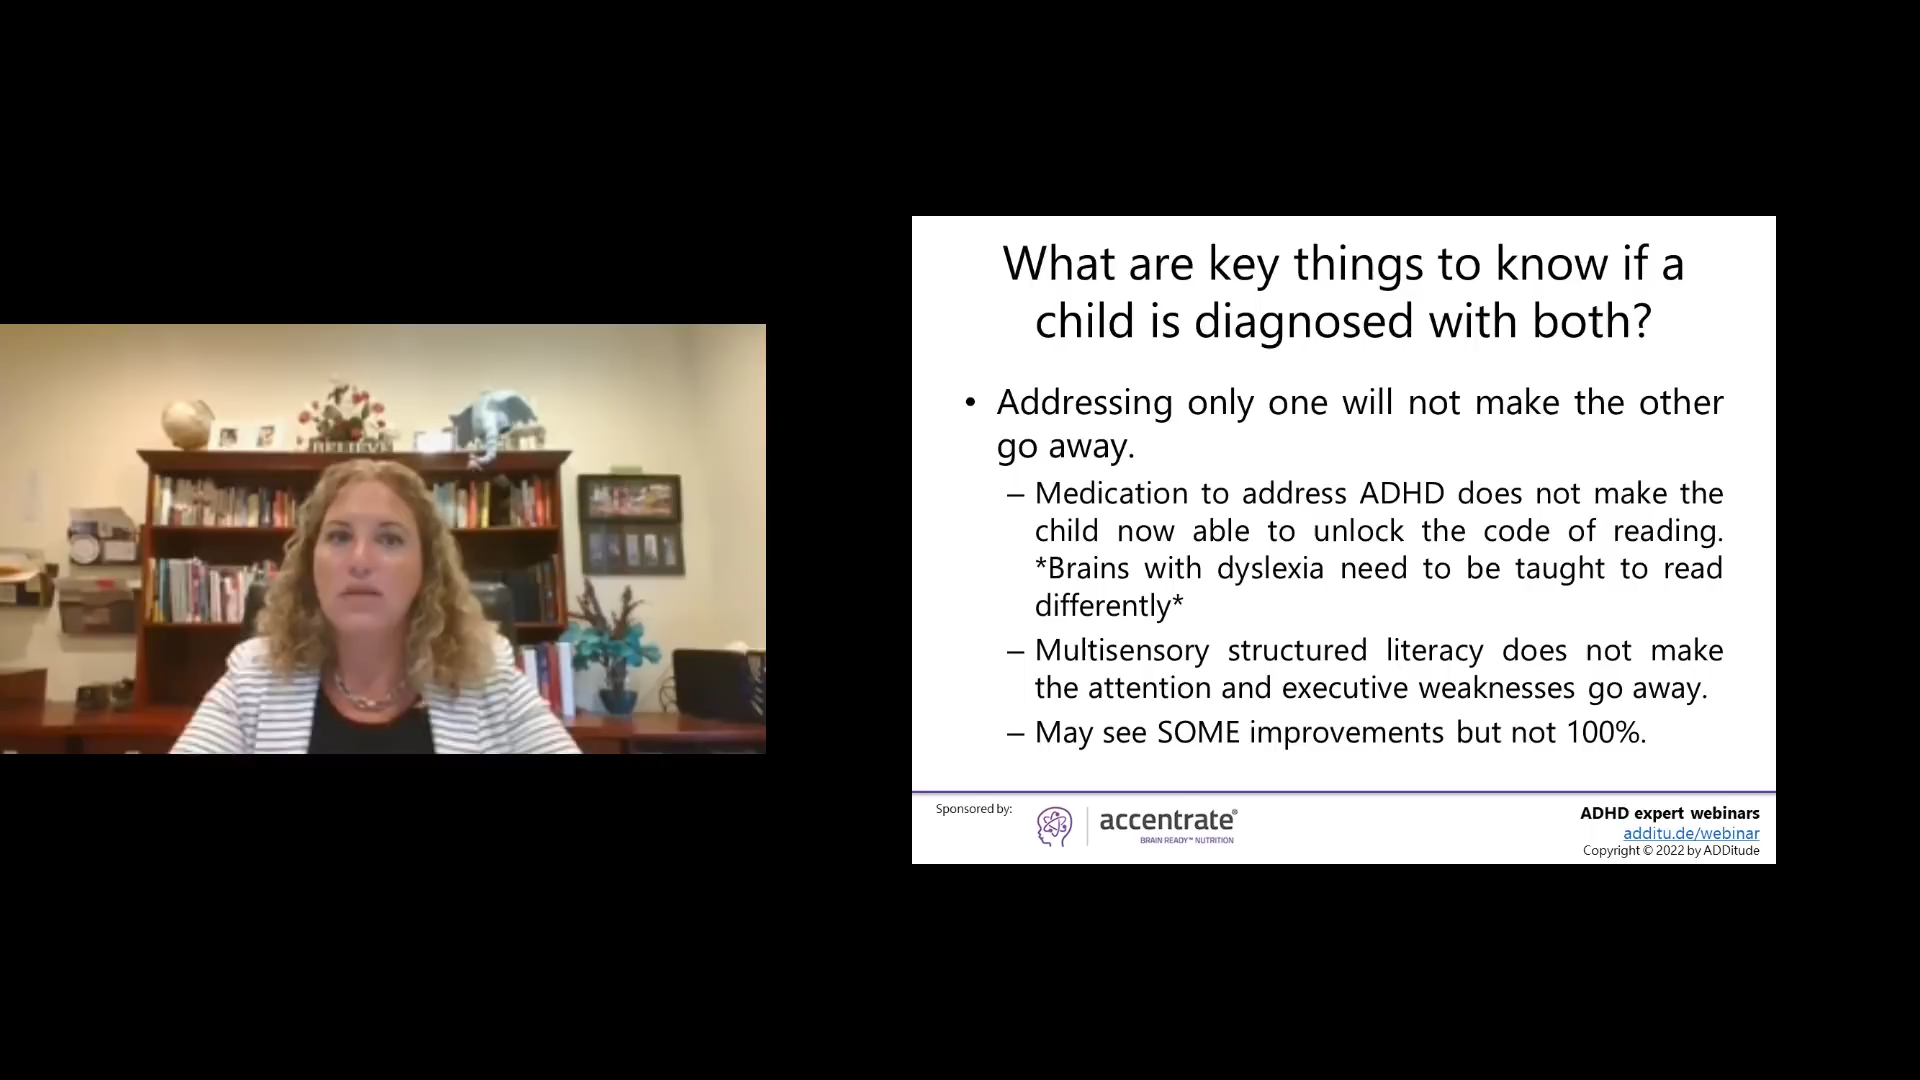 BELIEVE
What are key things to know if a
child is diagnosed with both?
• Addressing only one will not make the other
go away.
– Medication to address ADHD does not make the
child now able to unlock the code of reading.
*Brains with dyslexia need to be taught to read
differently*
– Multisensory structured literacy does not make
the attention and executive weaknesses go away.
– May see SOME improvements but not 100%.
Sponsored by:
accentrate®
BRAIN READY™ NUTRITION
ADHD expert webinars
additu.de/webinar
Copyright © 2022 by ADDitude